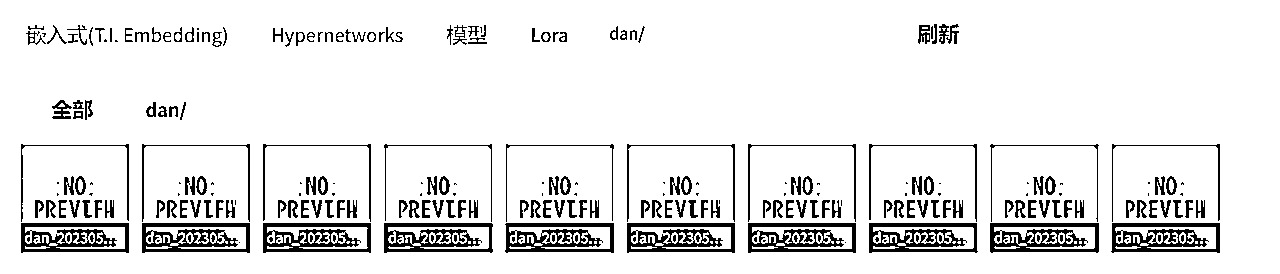 嵌入式(T.I. Embedding) Hypernetworks 模型 Lora dan/ 刷新
全部 dan/
NO NO NO NO NO NO NO NO NO NO
PREVIEW PREVIEW PREVIEW PREVIEW PREVIEW PREVIEW PREVIEW PREVIEW PREVIEW PREVIEW
dan_202305... dan_202305... dan_202305... dan_202305... dan_202305... dan_202305... dan_202305... dan_202305... dan_202305... dan_202305...